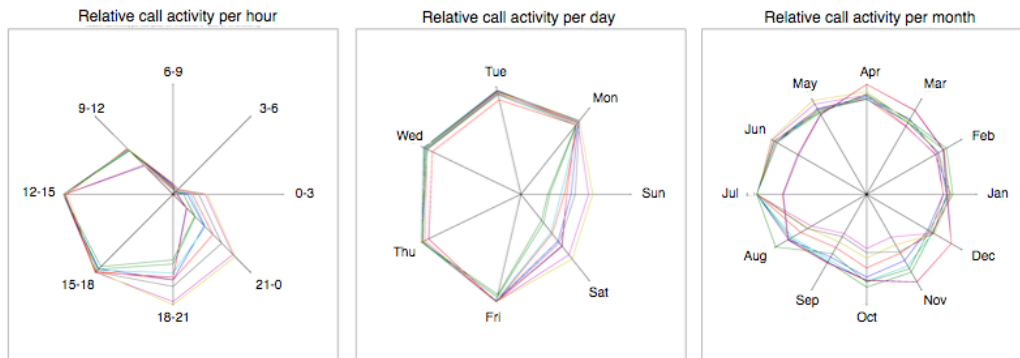 Relative call activity per hour
6-9
9-12
3-6
12-15
0-3
15-18
21-0
18-21
Relative call activity per day
Tue
Mon
Wed
Sun
Thu
Sat
Fri
Relative call activity per month
Apr
May
Mar
Jun
Feb
Jul
Jan
Aug
Dec
Sep
Nov
Oct